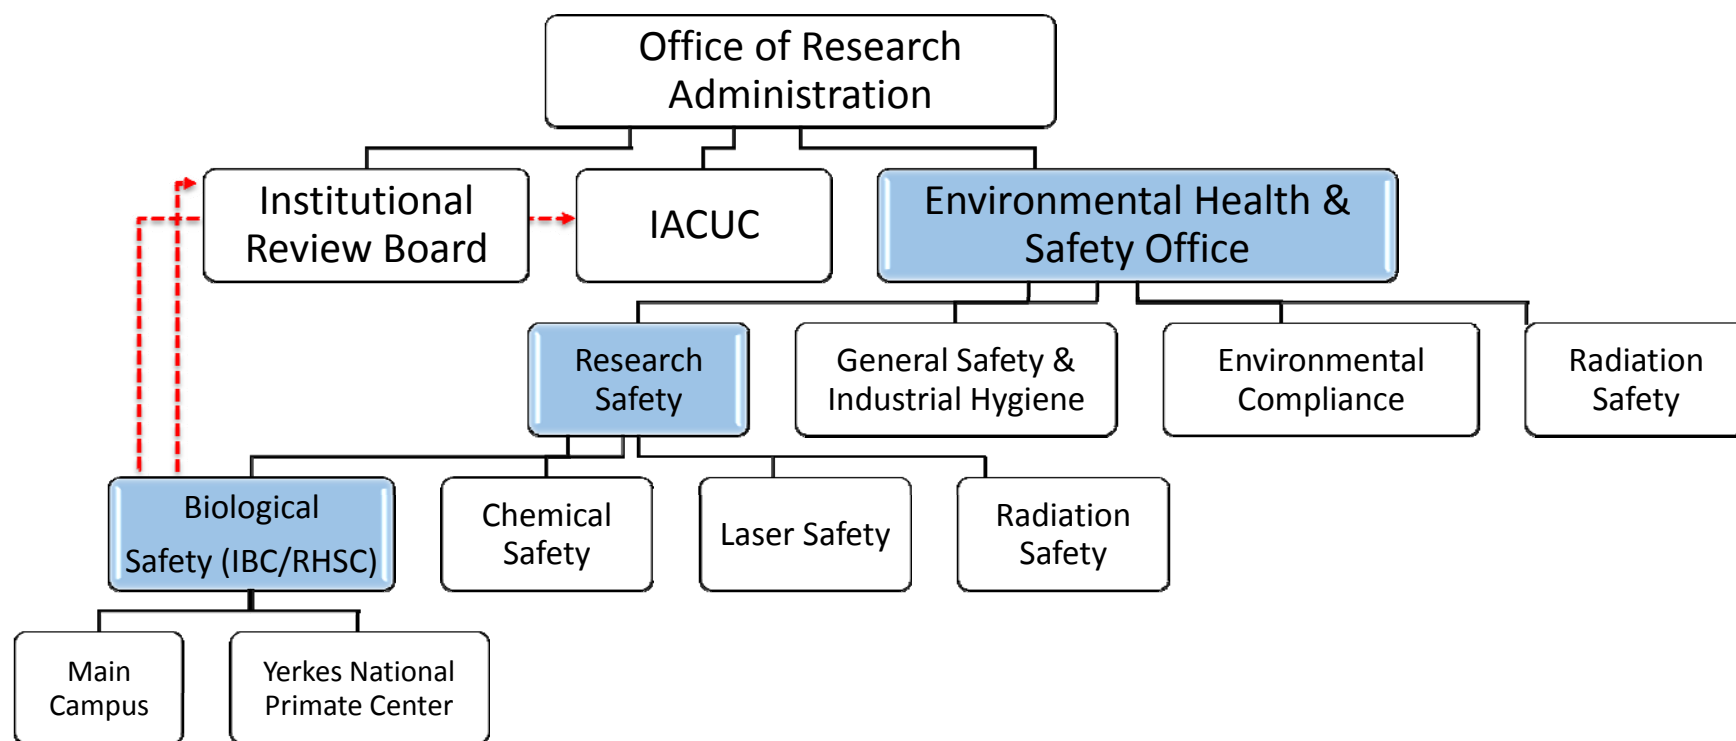 Office of Research
Administration
Institutional
Review Board
IACUC
Environmental Health &
Safety Office
Research
Safety
General Safety &
Industrial Hygiene
Environmental
Compliance
Radiation
Safety
Biological
Safety (IBC/RHSC)
Chemical
Safety
Laser Safety
Radiation
Safety
Main
Campus
Yerkes National
Primate Center